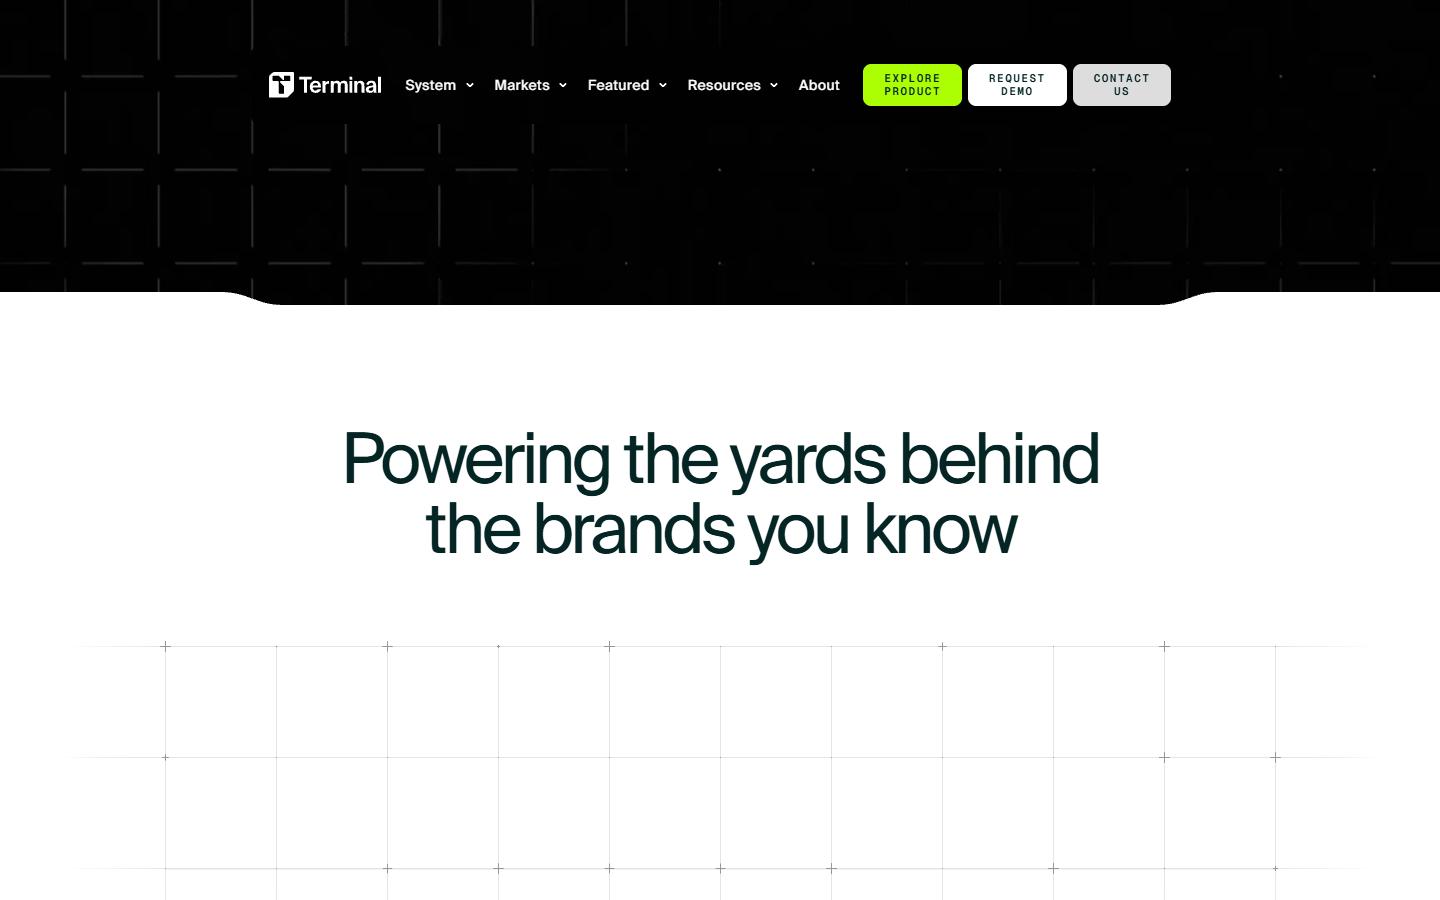 Terminal
System
Markets
Featured
Resources
About
EXPLORE
PRODUCT
REQUEST
DEMO
CONTACT
US
Powering the yards behind
the brands you know